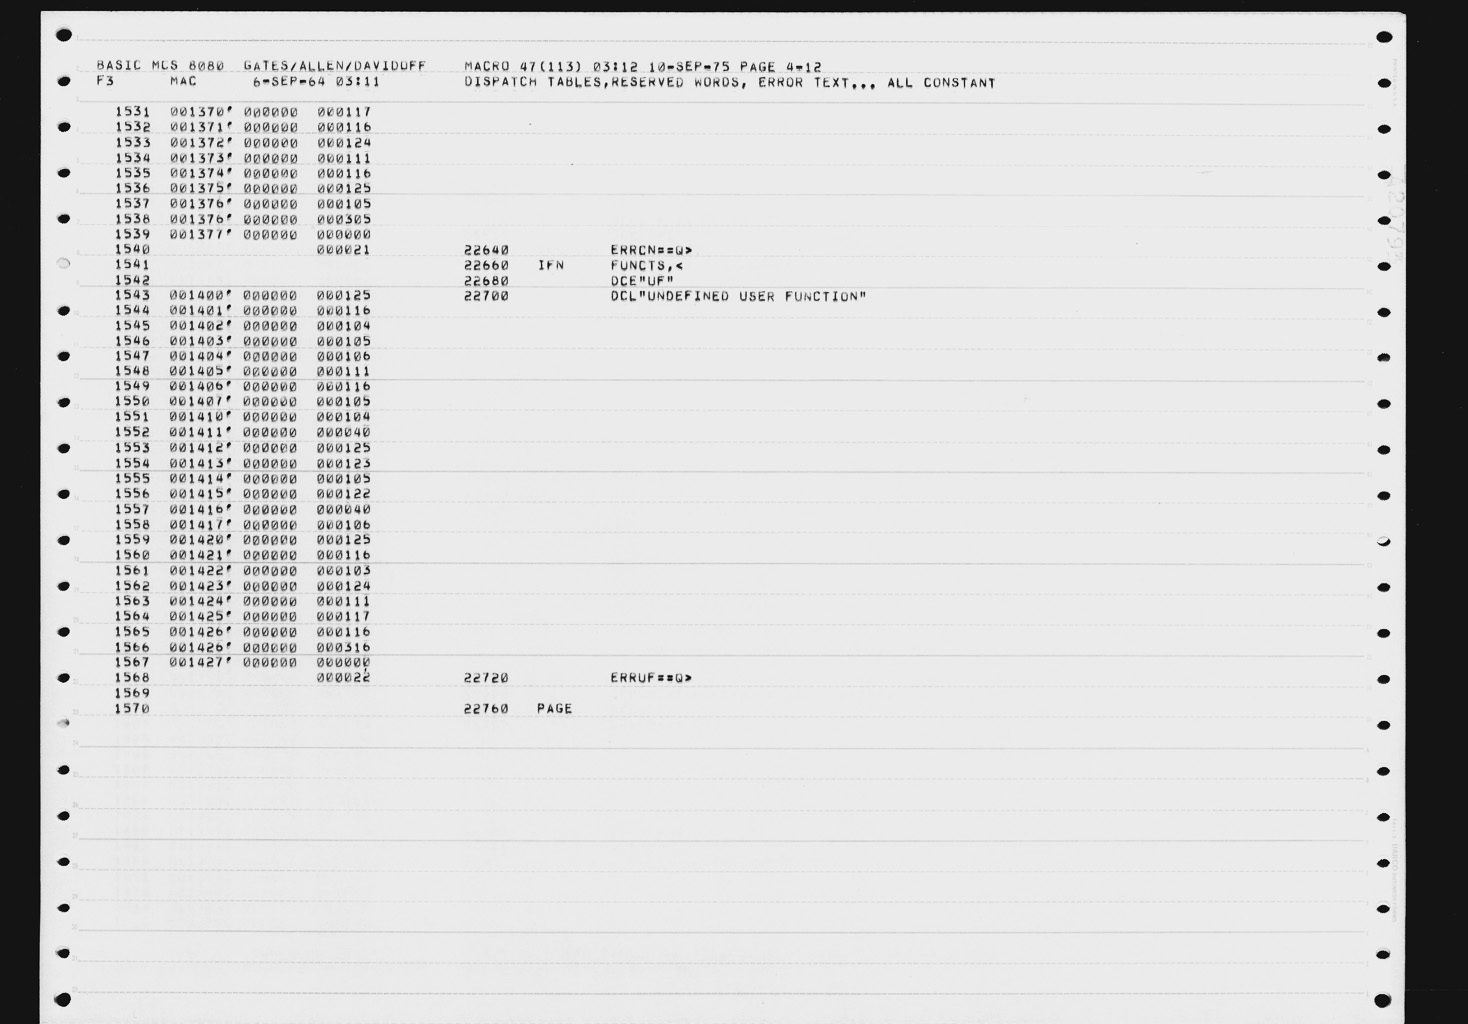 BASIC MCS 8080  GATES/ALLEN/DAVIDOFF    MACRO 47(113) 03:12 10-SEP-75 PAGE 4-12
F3      MAC      6-SEP-64 03:11         DISPATCH TABLES,RESERVED WORDS, ERROR TEXT... ALL CONSTANT
1531  001370' 000000  000117
1532  001371' 000000  000116
1533  001372' 000000  000124
1534  001373' 000000  000111
1535  001374' 000000  000116
1536  001375' 000000  000125
1537  001376' 000000  000105
1538  001376' 000000  000305
1539  001377' 000000  000000
1540                  000021          22640           ERRCN==Q>
1541                                  22660   IFN     FUNCTS,<
1542                                  22680           DCE"UF"
1543  001400' 000000  000125          22700           DCL"UNDEFINED USER FUNCTION"
1544  001401' 000000  000116
1545  001402' 000000  000104
1546  001403' 000000  000105
1547  001404' 000000  000106
1548  001405' 000000  000111
1549  001406' 000000  000116
1550  001407' 000000  000105
1551  001410' 000000  000104
1552  001411' 000000  000040
1553  001412' 000000  000125
1554  001413' 000000  000123
1555  001414' 000000  000105
1556  001415' 000000  000122
1557  001416' 000000  000040
1558  001417' 000000  000106
1559  001420' 000000  000125
1560  001421' 000000  000116
1561  001422' 000000  000103
1562  001423' 000000  000124
1563  001424' 000000  000111
1564  001425' 000000  000117
1565  001426' 000000  000116
1566  001426' 000000  000316
1567  001427' 000000  000000
1568                  000022          22720           ERRUF==Q>
1569
1570                                  22760   PAGE